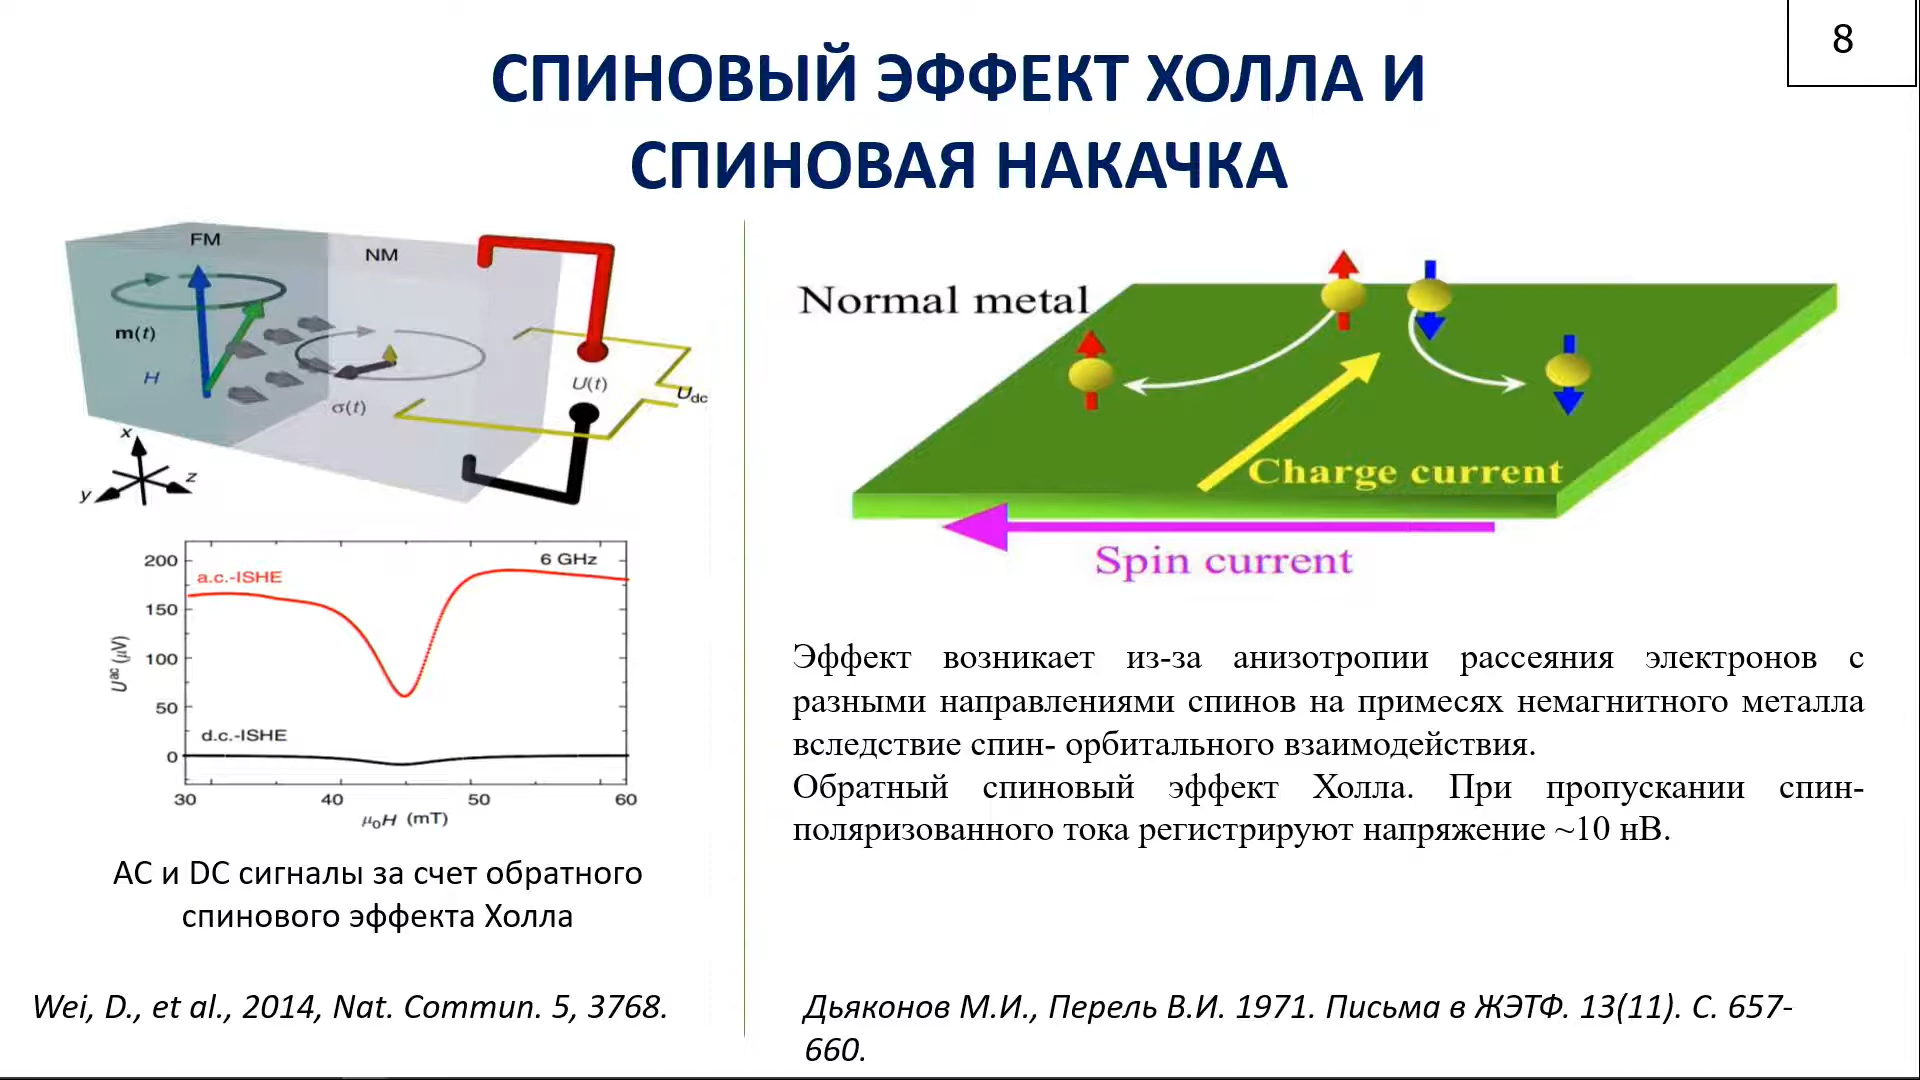 8
СПИНОВЫЙ ЭФФЕКТ ХОЛЛА И
СПИНОВАЯ НАКАЧКА
FM
NM
m(t)
H
σ(t)
U(t)
Udc
x
y
z
200
150
100
50
0
Uac (μV)
a.c.-ISHE
6 GHz
d.c.-ISHE
30 40 50 60
μ0H (mT)
АС и DC сигналы за счет обратного
спинового эффекта Холла
Wei, D., et al., 2014, Nat. Commun. 5, 3768.
Normal metal
Charge current
Spin current
Эффект возникает из-за анизотропии рассеяния электронов с
разными направлениями спинов на примесях немагнитного металла
вследствие спин- орбитального взаимодействия.
Обратный спиновый эффект Холла. При пропускании спин-
поляризованного тока регистрируют напряжение ~10 нВ.
Дьяконов М.И., Перель В.И. 1971. Письма в ЖЭТФ. 13(11). С. 657-
660.